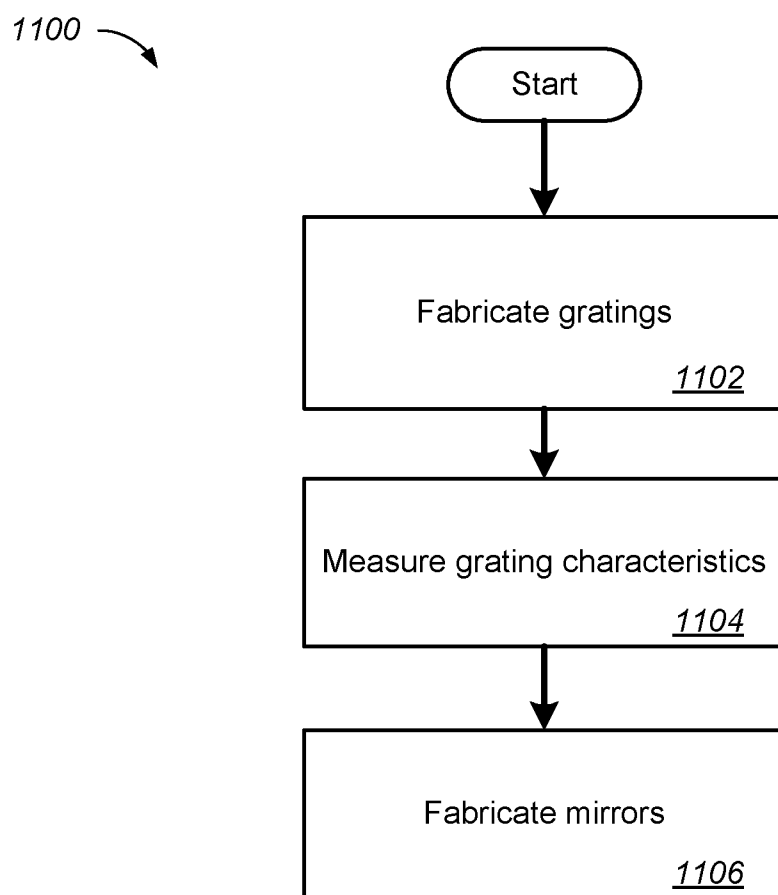 1100
Start
Fabricate gratings
1102
Measure grating characteristics
1104
Fabricate mirrors
1106